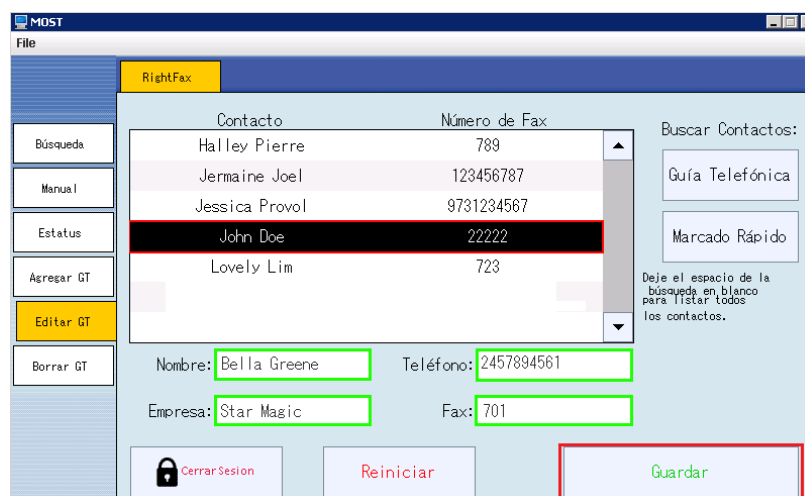 MOST
File
RightFax
Contacto Número de Fax
Halley Pierre 789
Jermaine Joel 123456787
Jessica Provol 9731234567
John Doe 22222
Lovely Lim 723
Búsqueda
Manual
Estatus
Agregar GT
Editar GT
Borrar GT
Buscar Contactos:
Guía Telefónica
Marcado Rápido
Deje el espacio de la
búsqueda en blanco
para listar todos
los contactos.
Nombre: Bella Greene Teléfono: 2457894561
Empresa: Star Magic Fax: 701
Cerrar Sesion Reiniciar Guardar